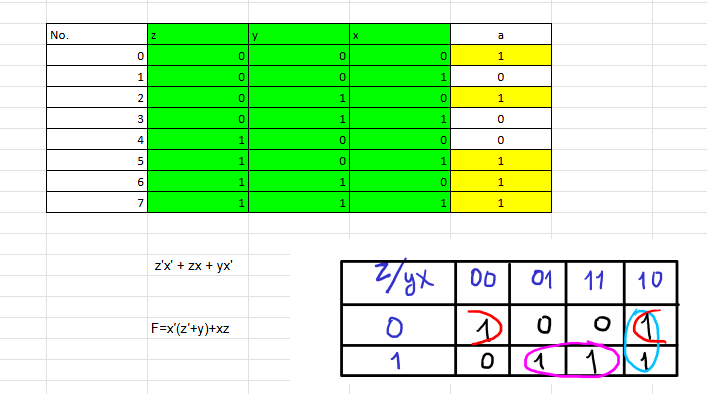 No. z y x a
0 0 0 0 1
1 0 0 1 0
2 0 1 0 1
3 0 1 1 0
4 1 0 0 0
5 1 0 1 1
6 1 1 0 1
7 1 1 1 1
z'x' + zx + yx'
F=x'(z'+y)+xz
z/yx 00 01 11 10
0 1 0 0 1
1 0 1 1 1